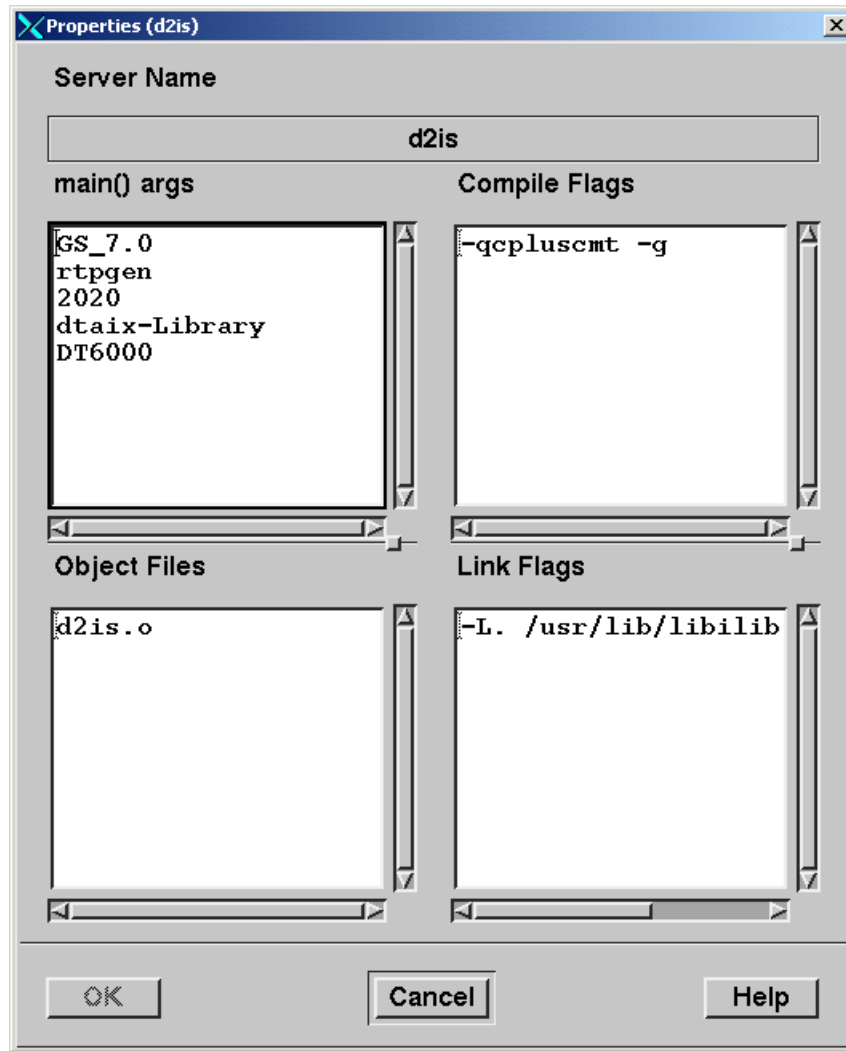 Properties (d2is)
Server Name
d2is
main() args
Compile Flags
GS_7.0
rtpgen
2020
dtaix-Library
DT6000
-qcpluscmt -g
Object Files
Link Flags
d2is.o
-L. /usr/lib/libilib
OK
Cancel
Help